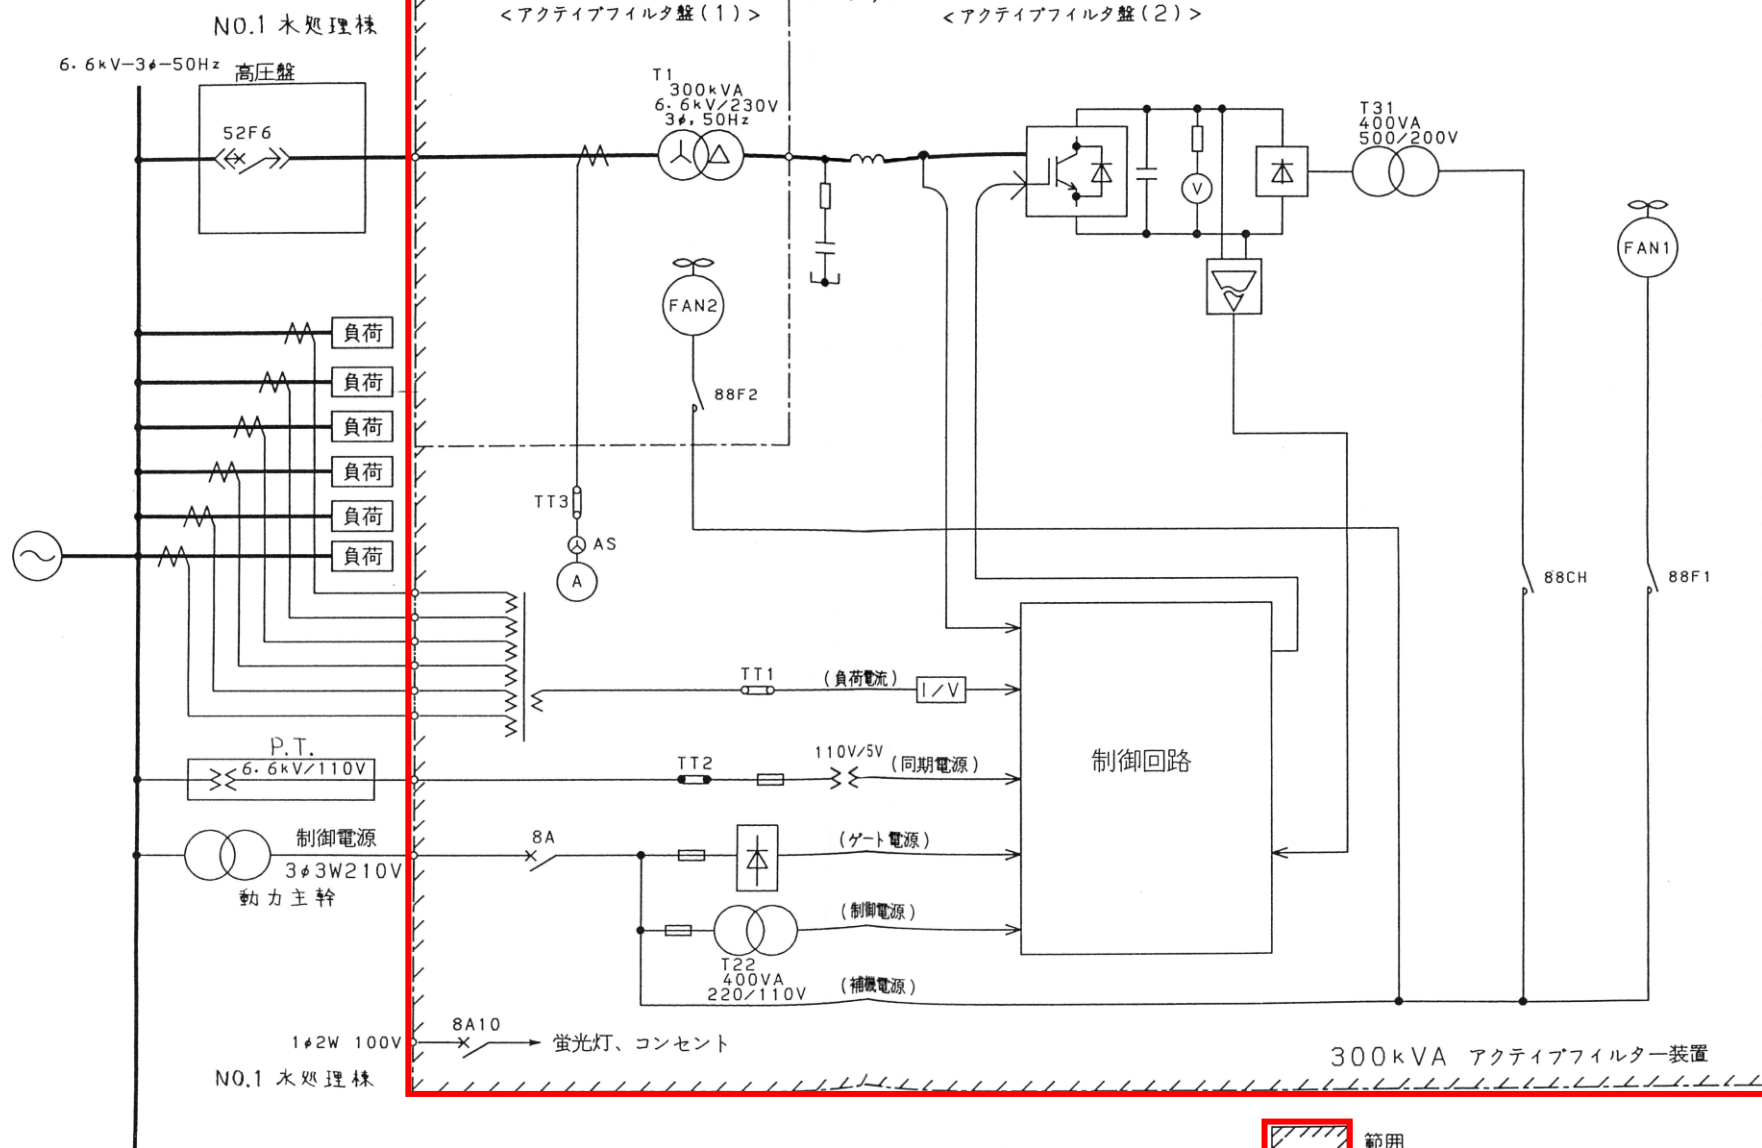 NO.1 水処理棟
<アクティブフィルタ盤(1)>
<アクティブフィルタ盤(2)>
6.6kV-3φ-50Hz
高圧盤
52F6
T1
300kVA
6.6kV/230V
3φ,50Hz
T31
400VA
500/200V
V
FAN1
FAN2
88F2
負荷
負荷
負荷
負荷
負荷
負荷
TT3
AS
A
88CH
88F1
TT1
(負荷電流)
I/V
P.T.
6.6kV/110V
TT2
110V/5V
(同期電源)
制御回路
制御電源
3φ3W210V
動力主幹
8A
(ゲート電源)
(制御電源)
T22
400VA
220/110V
(補機電源)
1φ2W 100V
8A10
蛍光灯、コンセント
NO.1 水処理棟
300kVA アクティブフィルター装置
範囲